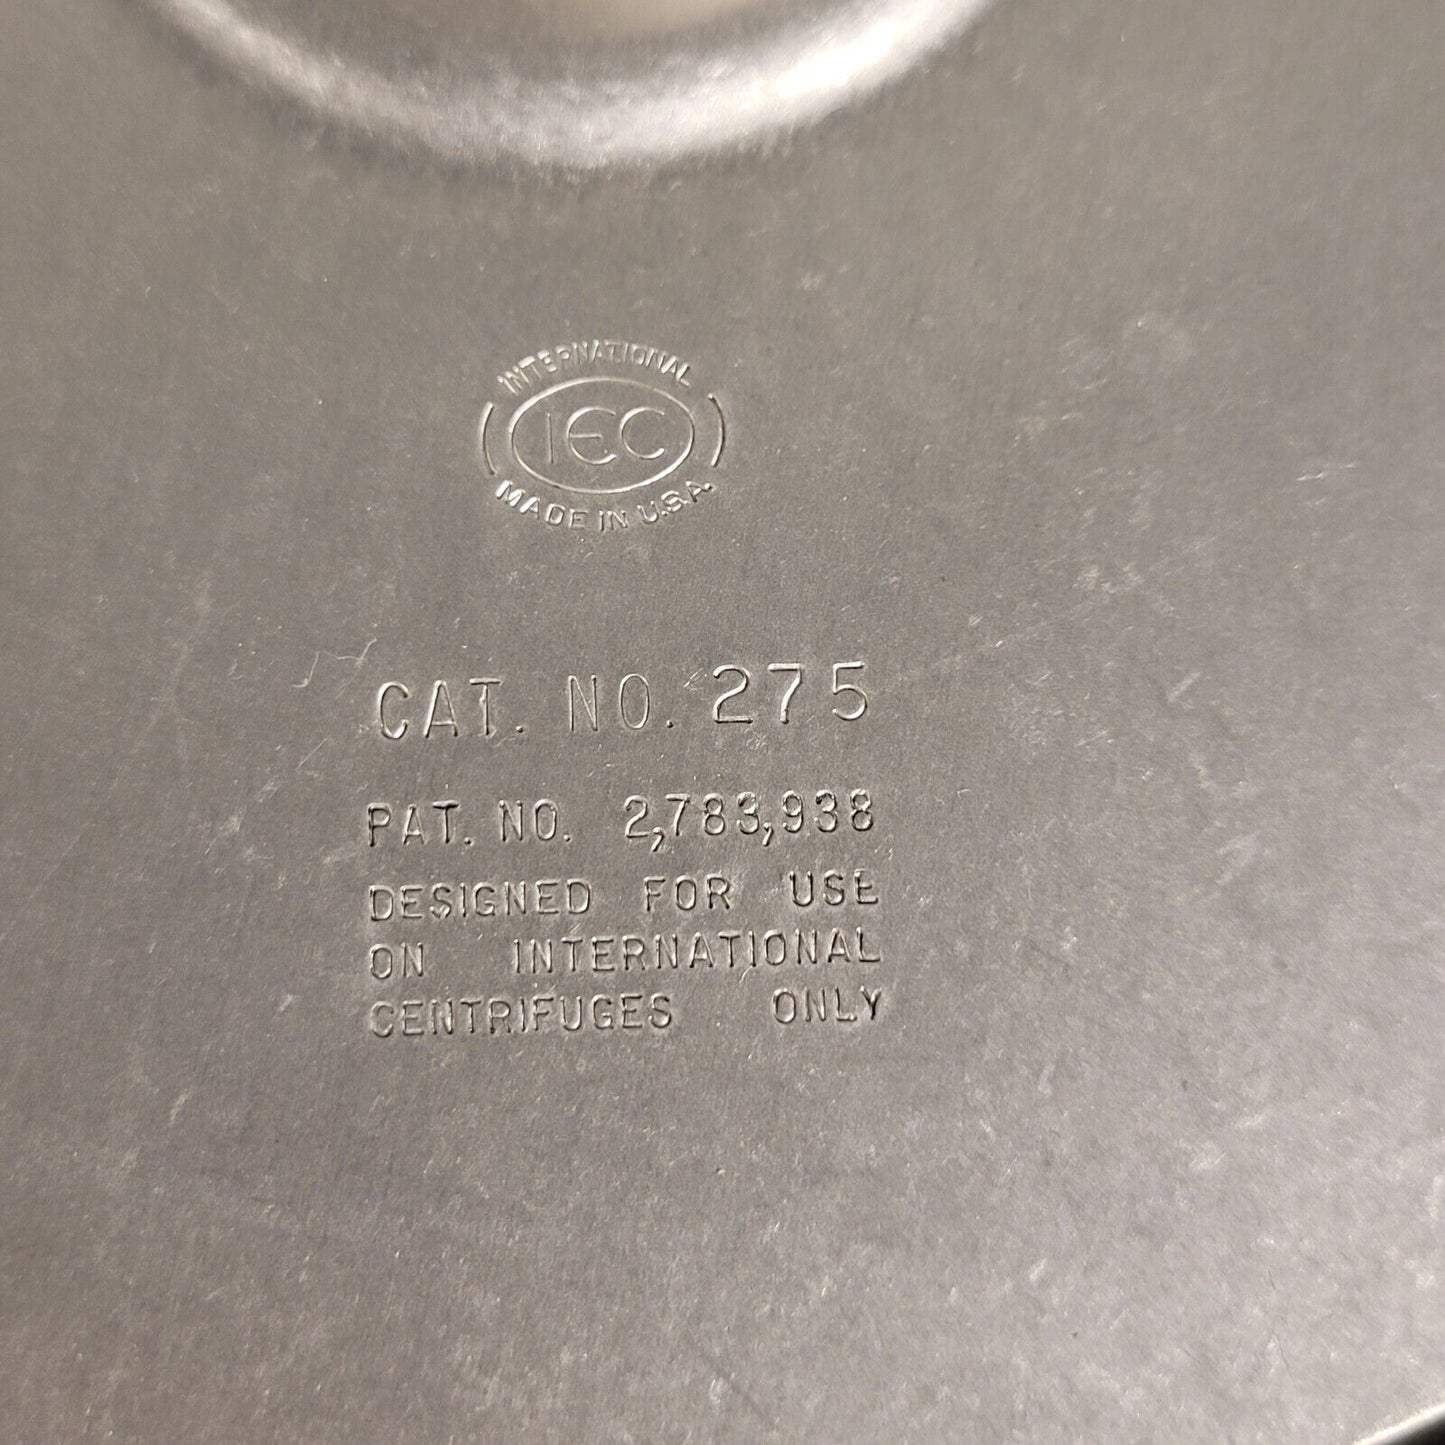 INTERNATIONAL
IEC
MADE IN U.S.A.
CAT. NO. 275
PAT. NO. 2,783,938
DESIGNED FOR USE
ON INTERNATIONAL
CENTRIFUGES ONLY